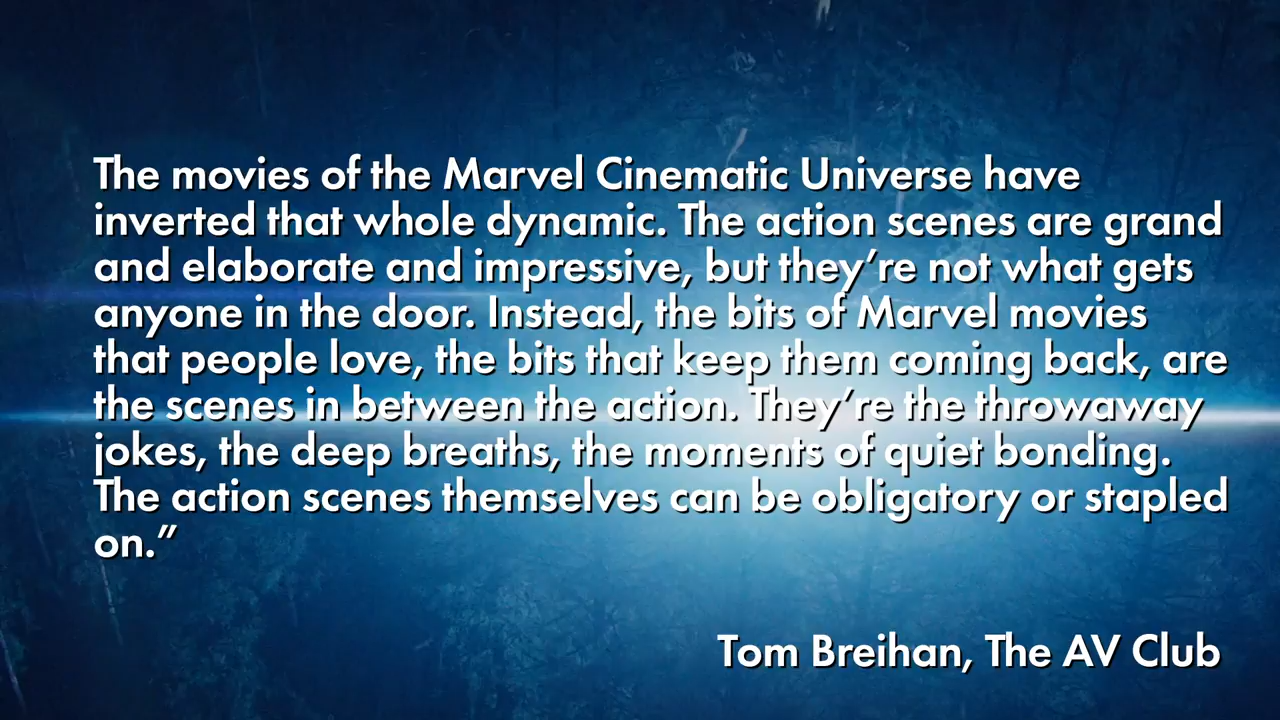 The movies of the Marvel Cinematic Universe have
inverted that whole dynamic. The action scenes are grand
and elaborate and impressive, but they’re not what gets
anyone in the door. Instead, the bits of Marvel movies
that people love, the bits that keep them coming back, are
the scenes in between the action. They’re the throwaway
jokes, the deep breaths, the moments of quiet bonding.
The action scenes themselves can be obligatory or stapled
on.”
Tom Breihan, The AV Club